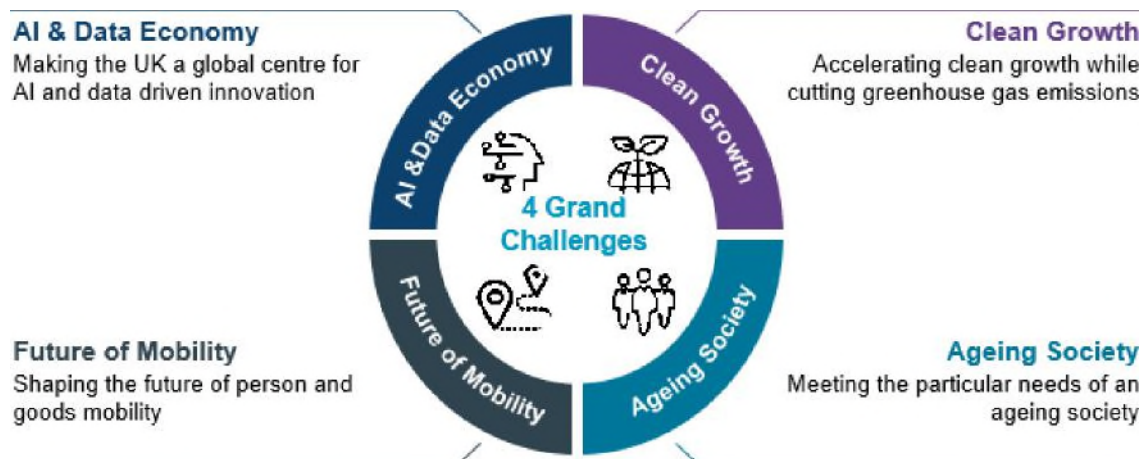 AI & Data Economy
Making the UK a global centre for
AI and data driven innovation
Clean Growth
Accelerating clean growth while
cutting greenhouse gas emissions
AI &Data Economy
Clean Growth
4 Grand
Challenges
Future of Mobility
Ageing Society
Future of Mobility
Shaping the future of person and
goods mobility
Ageing Society
Meeting the particular needs of an
ageing society